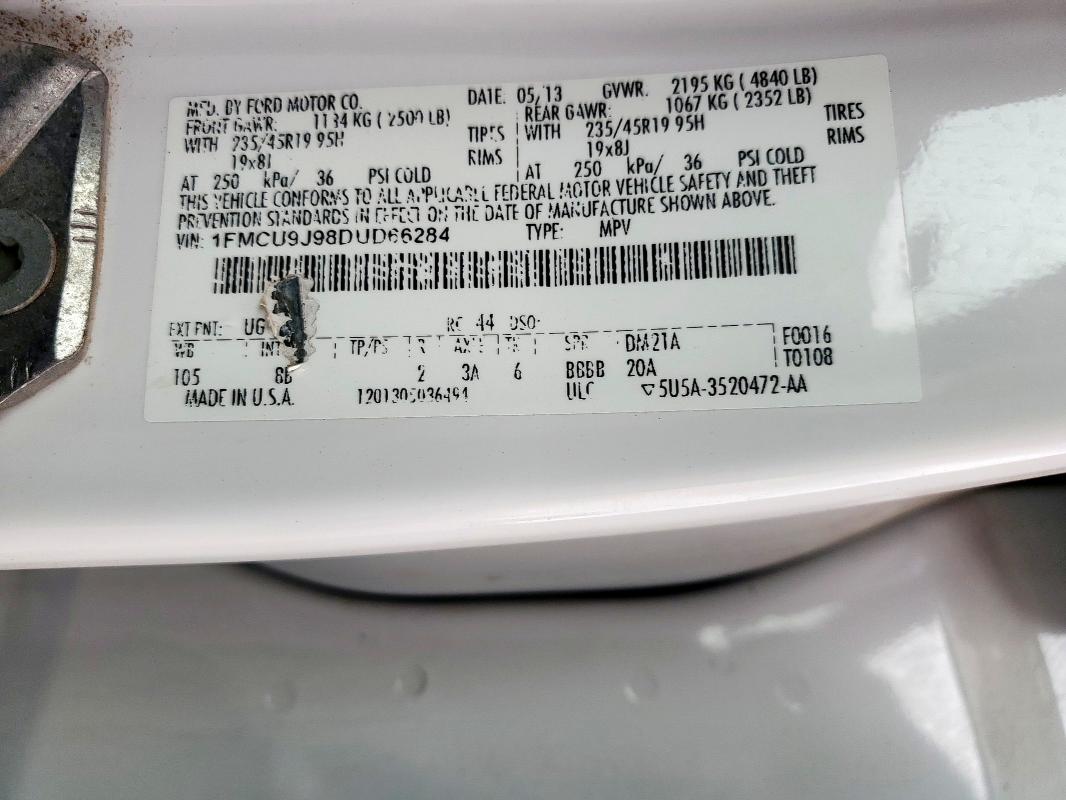 MFD. BY FORD MOTOR CO. DATE: 05/13 GVWR: 2195 KG ( 4840 LB)
FRONT GAWR: 1134 KG ( 2500 LB) REAR GAWR: 1067 KG ( 2352 LB)
WITH 235/45R19 95H TIRES WITH 235/45R19 95H TIRES
19x8J RIMS 19x8J RIMS
AT 250 kPa/ 36 PSI COLD AT 250 kPa/ 36 PSI COLD
THIS VEHICLE CONFORMS TO ALL APPLICABLE FEDERAL MOTOR VEHICLE SAFETY AND THEFT
PREVENTION STANDARDS IN EFFECT ON THE DATE OF MANUFACTURE SHOWN ABOVE.
VIN: 1FMCU9J98DUD66284 TYPE: MPV
EXT PNT: UG RC: 44 DSO:
WB INT TP/PS R AXLE TR SPR DM21A F0016
105 8B 2 3A 6 BBBB 20A T0108
MADE IN U.S.A. 1201305036494 ULC ▽5U5A-3520472-AA